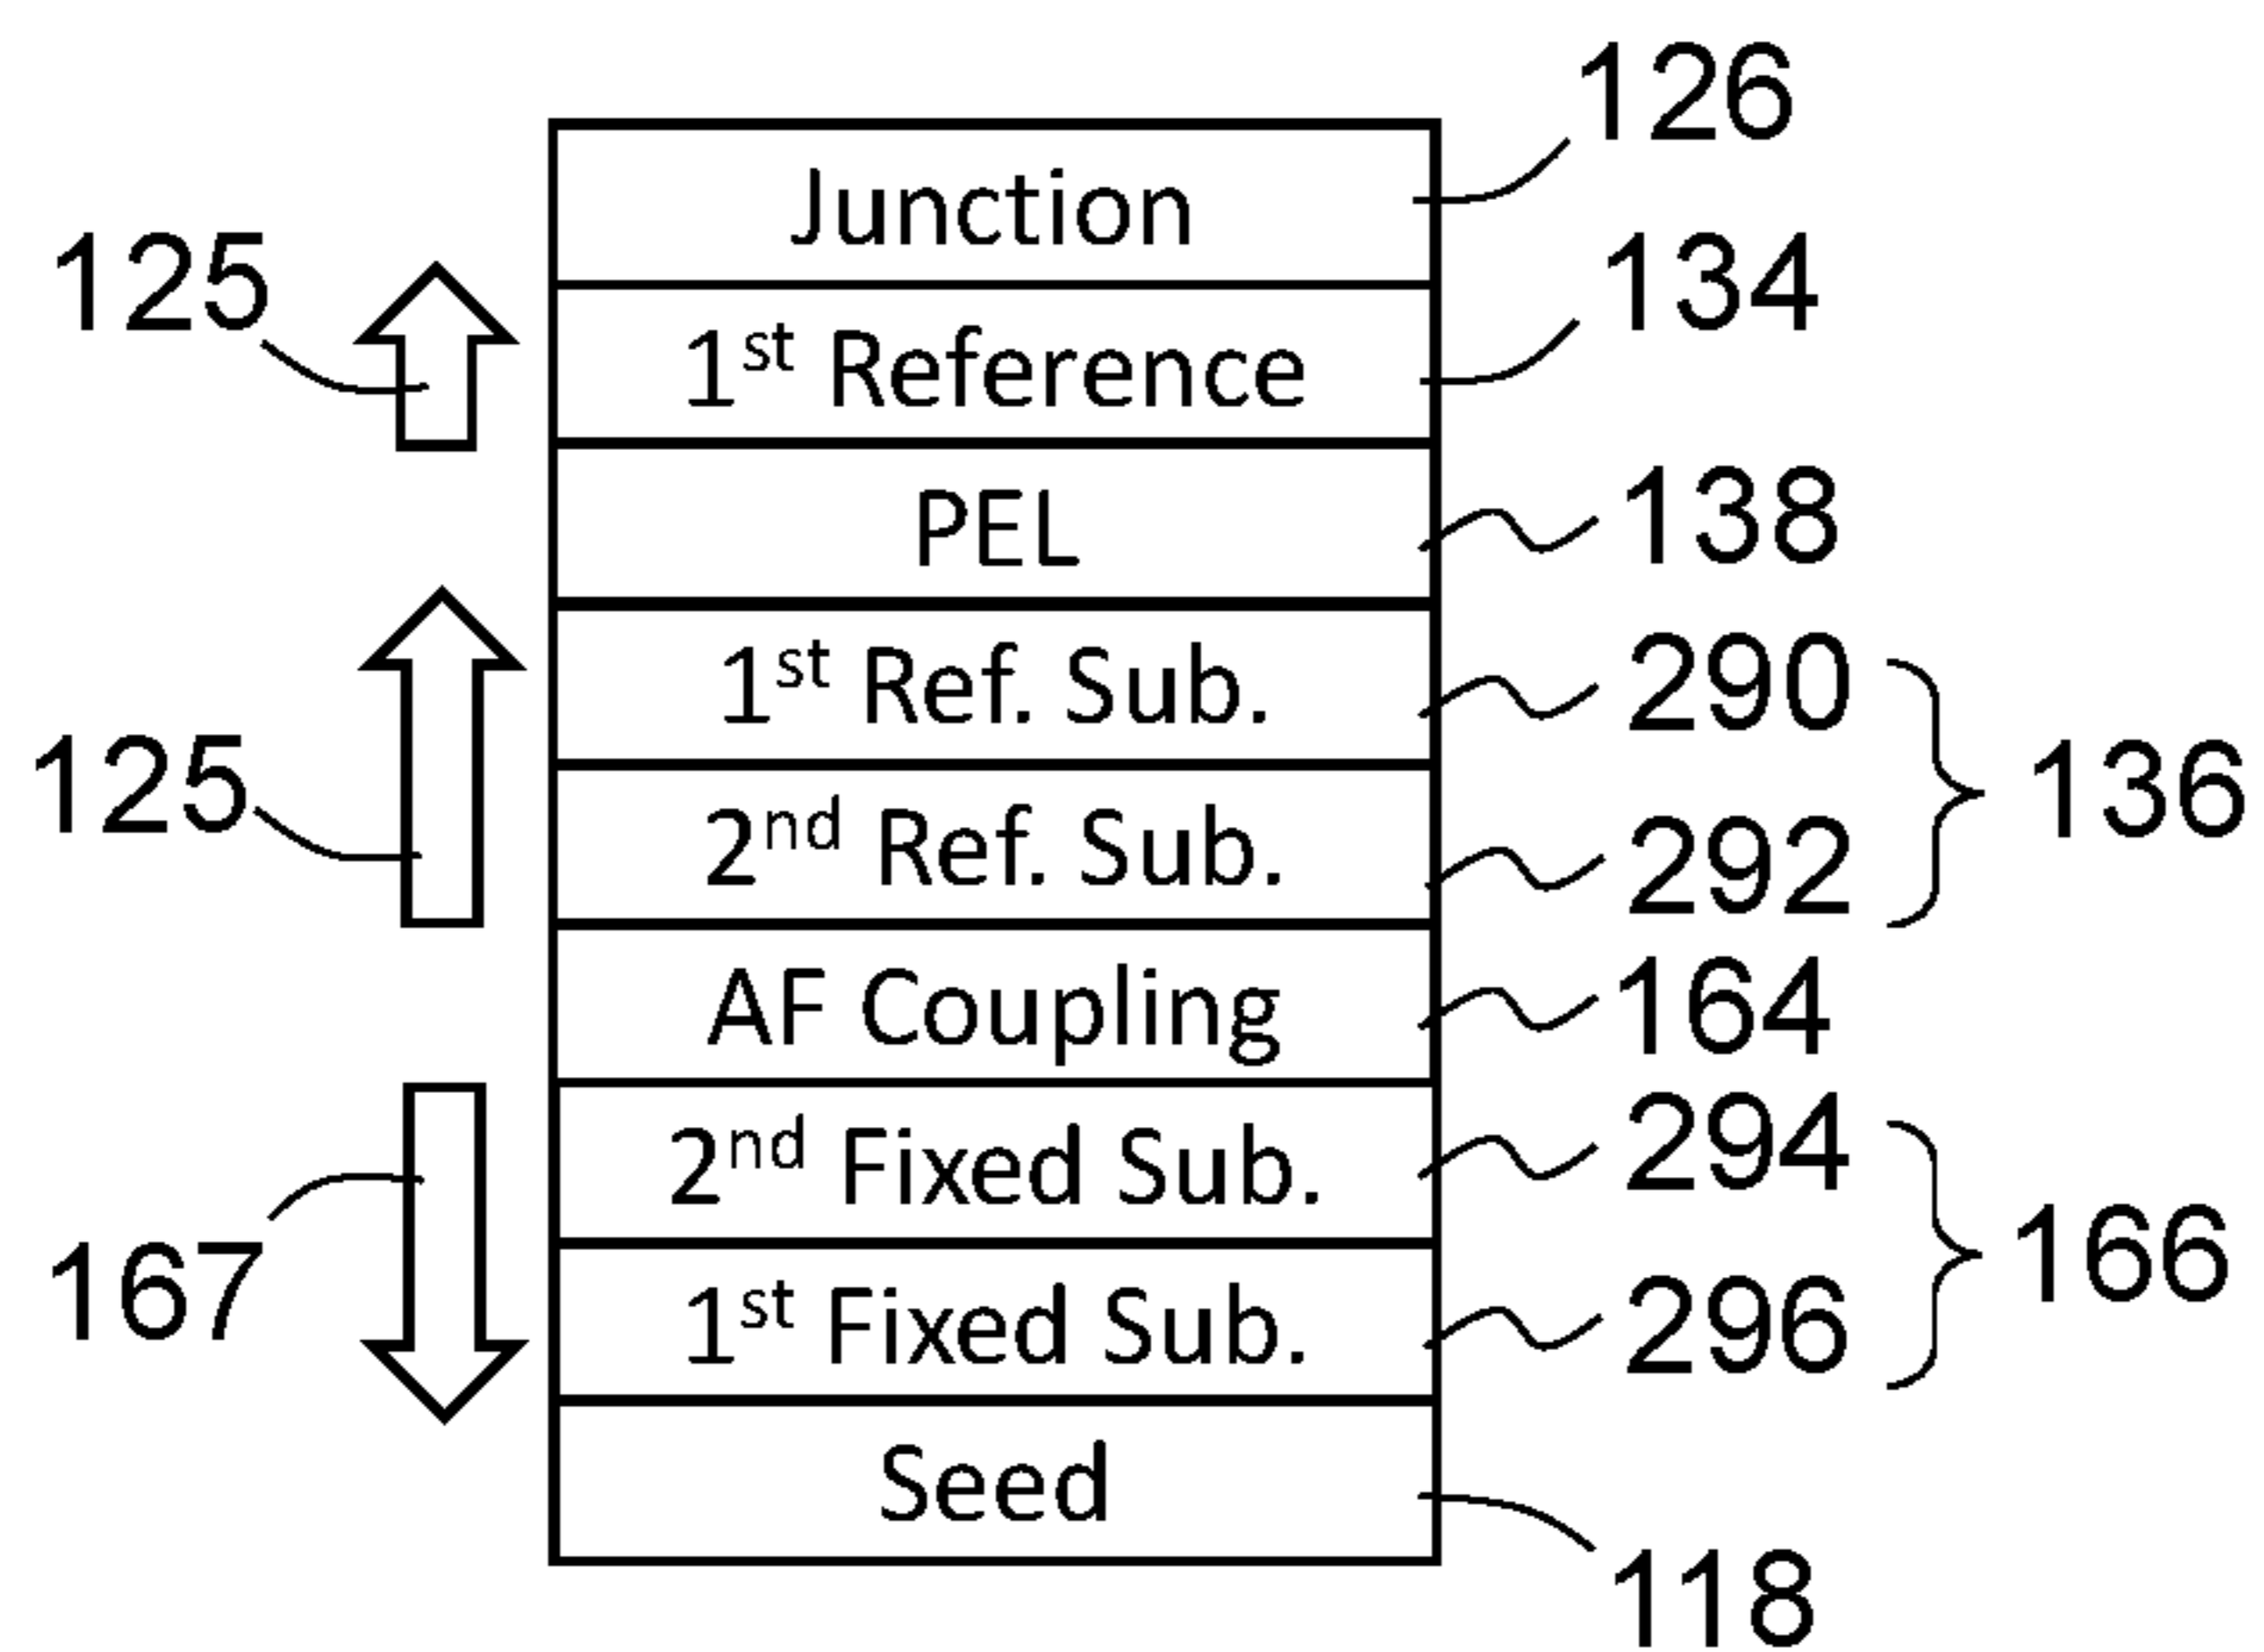 126
Junction
125
134
1st Reference
PEL
138
1st Ref. Sub.
290
125
136
2nd Ref. Sub.
292
AF Coupling
164
2nd Fixed Sub.
294
167
166
1st Fixed Sub.
296
Seed
118